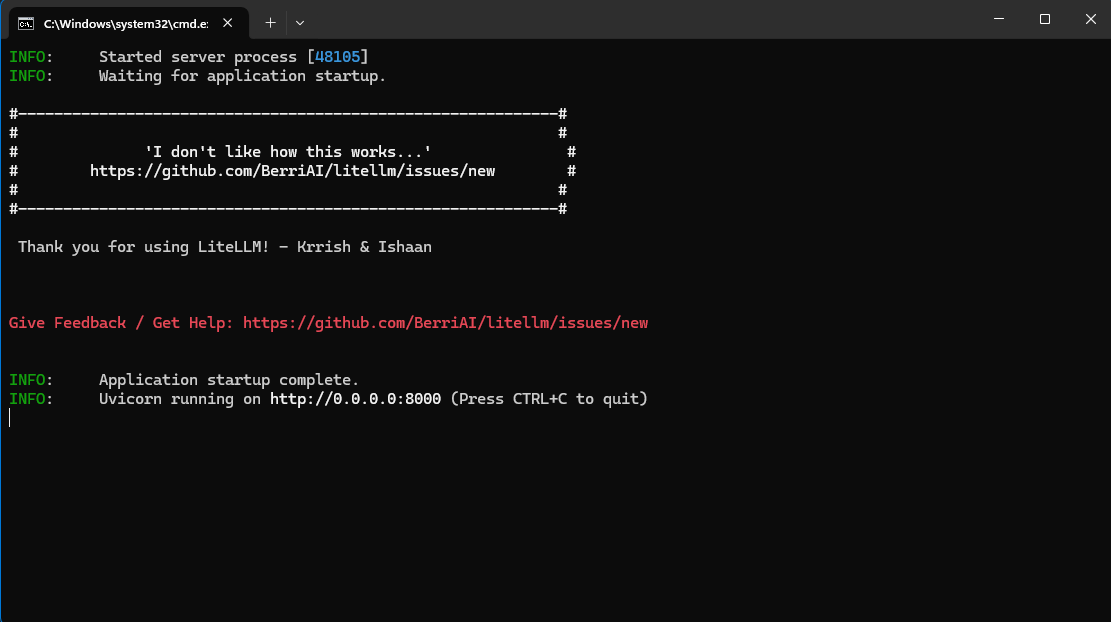 C:\Windows\system32\cmd.e:
INFO:     Started server process [48105]
INFO:     Waiting for application startup.
#------------------------------------------------------------#
#                                                            #
#              'I don't like how this works...'               #
#        https://github.com/BerriAI/litellm/issues/new        #
#                                                            #
#------------------------------------------------------------#
Thank you for using LiteLLM! - Krrish & Ishaan
Give Feedback / Get Help: https://github.com/BerriAI/litellm/issues/new
INFO:     Application startup complete.
INFO:     Uvicorn running on http://0.0.0.0:8000 (Press CTRL+C to quit)